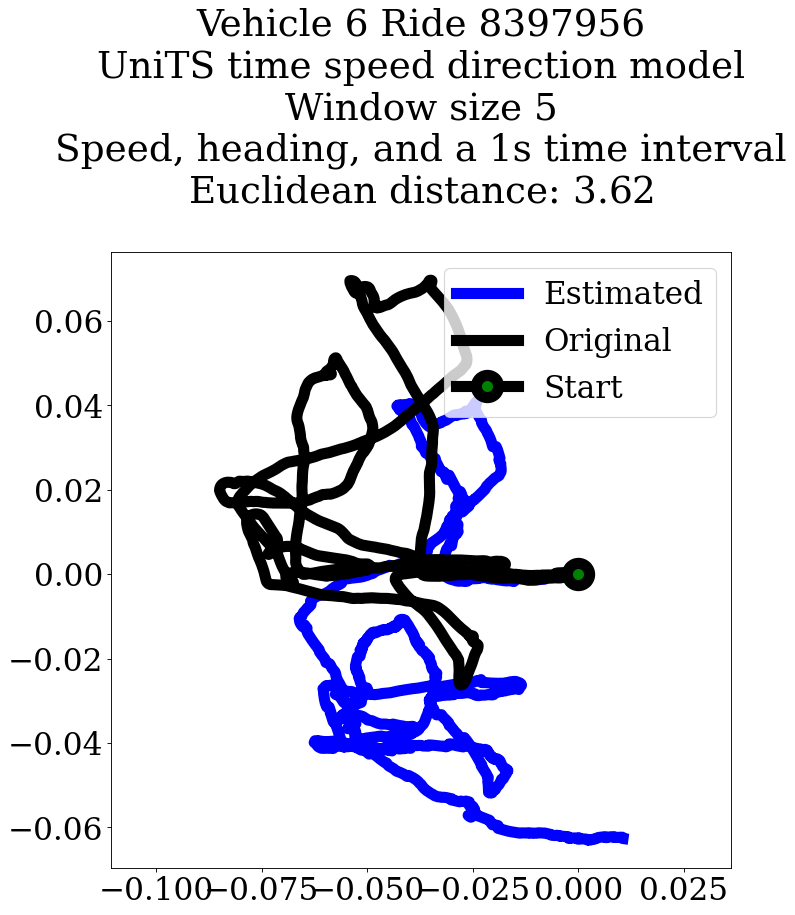 Vehicle 6 Ride 8397956
UniTS time speed direction model
Window size 5
Speed, heading, and a 1s time interval
Euclidean distance: 3.62
Estimated
Original
Start
0.06
0.04
0.02
0.00
−0.02
−0.04
−0.06
−0.100
−0.075
−0.050
−0.025
0.000
0.025